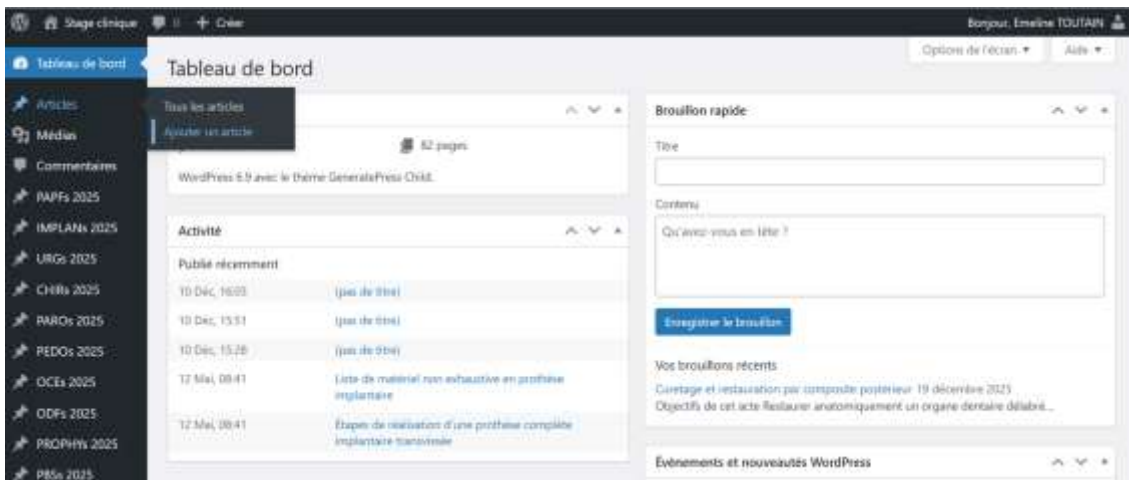 Stage clinique 0 + Créer
Bonjour, Emeline TOUTAIN
Tableau de bord
Articles
Médias
Commentaires
PAPFs 2025
IMPLANs 2025
URGs 2025
CHIRs 2025
PAROs 2025
PEDOs 2025
OCEs 2025
ODFs 2025
PROPHYs 2025
PBSs 2025
Tous les articles
Ajouter un article
Options de l'écran
Aide
Tableau de bord
62 pages
WordPress 6.9 avec le thème GeneratePress Child.
Activité
Publié récemment
10 Déc, 16:03 (pas de titre)
10 Déc, 15:51 (pas de titre)
10 Déc, 15:28 (pas de titre)
12 Mai, 08:41 Liste de matériel non exhaustive en prothèse
implantaire
12 Mai, 08:41 Étapes de réalisation d'une prothèse complète
implantaire transvissée
Brouillon rapide
Titre
Contenu
Qu'avez-vous en tête ?
Enregistrer le brouillon
Vos brouillons récents
Curetage et restauration par composite postérieur 19 décembre 2025
Objectifs de cet acte Restaurer anatomiquement un organe dentaire délabré…
Évènements et nouveautés WordPress